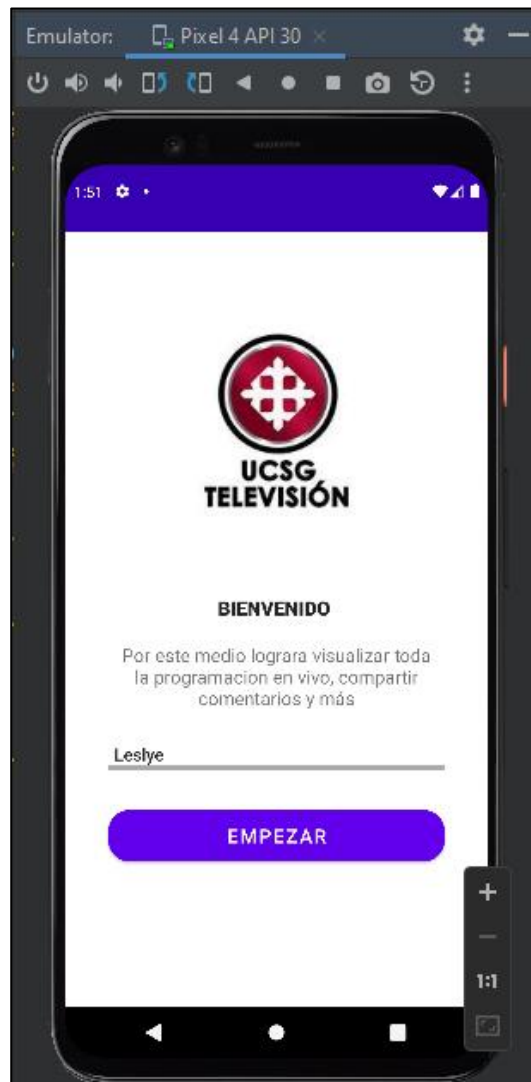 Emulator: Pixel 4 API 30
1:51
UCSG
TELEVISIÓN
BIENVENIDO
Por este medio lograra visualizar toda
la programacion en vivo, compartir
comentarios y más
Leslye
EMPEZAR
1:1